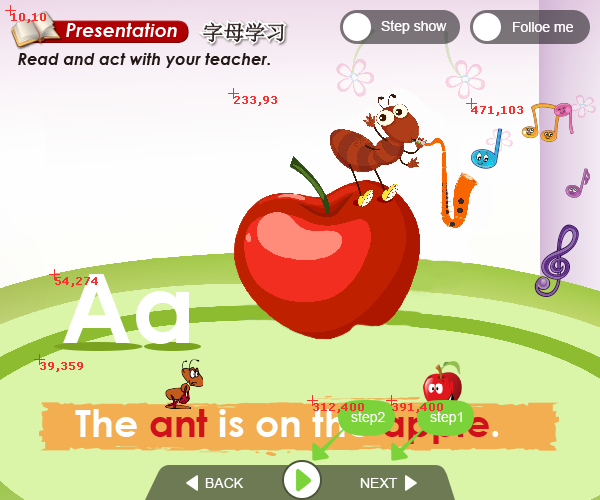 10,10
Presentation 字母学习
Step show
Folloe me
Read and act with your teacher.
233,93
471,103
54,274
Aa
39,359
312,400
391,400
step2
step1
The ant is on the apple.
BACK
NEXT